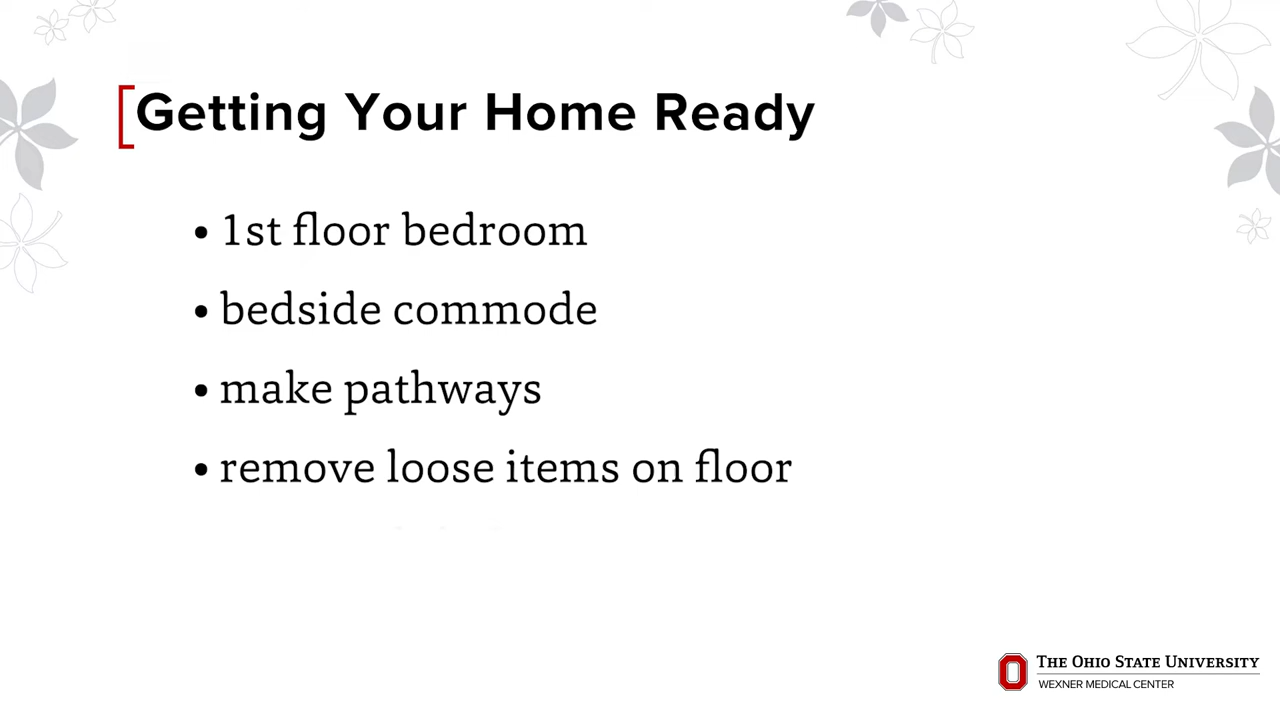 Getting Your Home Ready
• 1st floor bedroom
• bedside commode
• make pathways
• remove loose items on floor
THE OHIO STATE UNIVERSITY
WEXNER MEDICAL CENTER